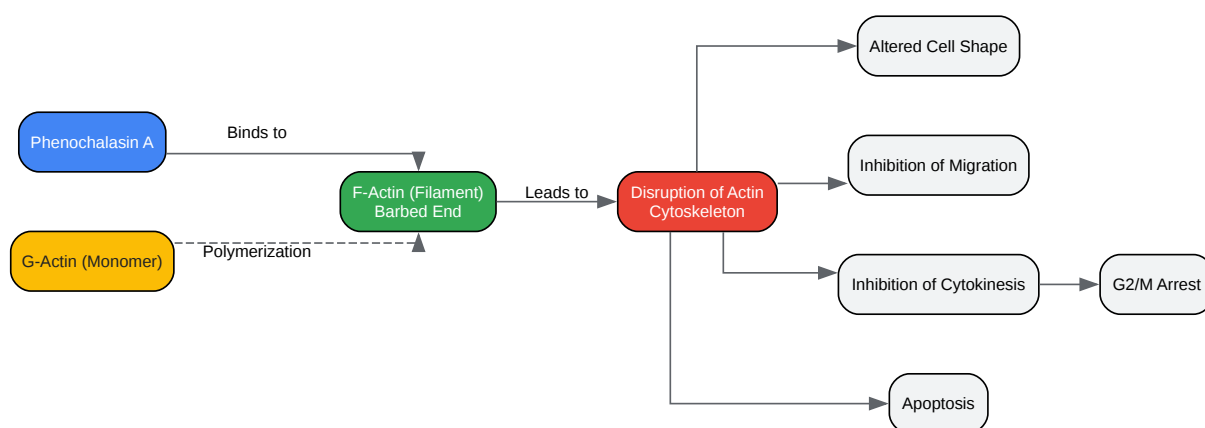 Altered Cell Shape
Phenochalasin A
Binds to
Inhibition of Migration
F-Actin (Filament)
Barbed End
Leads to
Disruption of Actin
Cytoskeleton
G-Actin (Monomer)
Polymerization
Inhibition of Cytokinesis
G2/M Arrest
Apoptosis